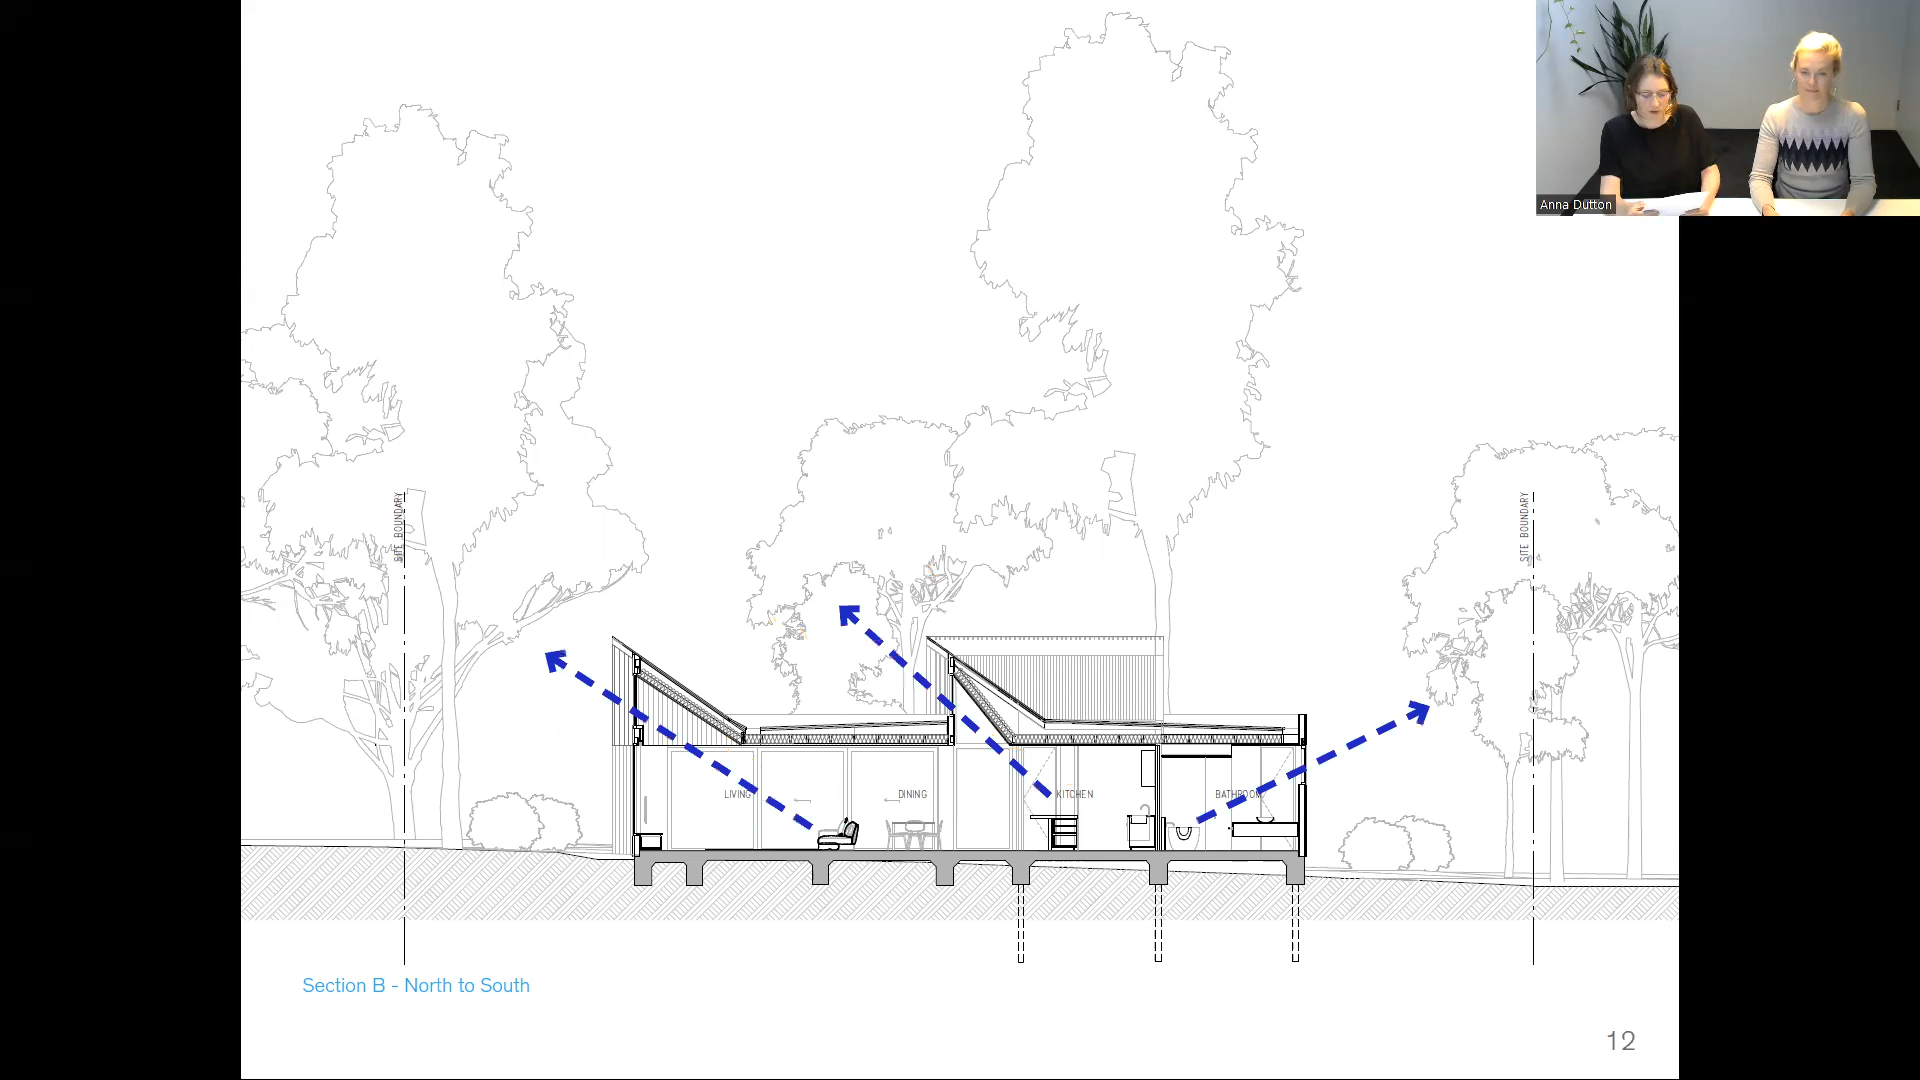 Anna Dutton
SITE BOUNDARY
SITE BOUNDARY
LIVING
DINING
KITCHEN
BATHROOM
Section B - North to South
12